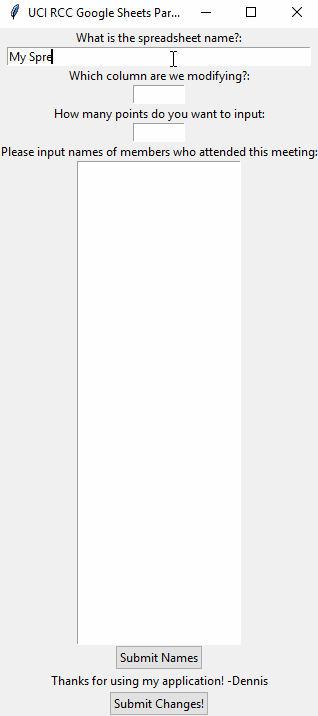 UCI RCC Google Sheets Par...
What is the spreadsheet name?:
My Spre
Which column are we modifying?:
How many points do you want to input:
Please input names of members who attended this meeting:
Submit Names
Thanks for using my application! -Dennis
Submit Changes!